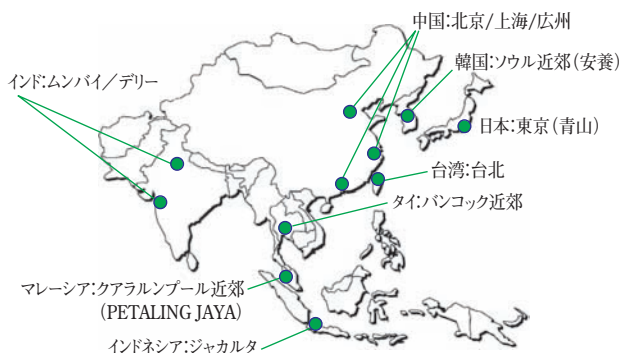 中国:北京/上海/広州
韓国:ソウル近郊(安養)
インド:ムンバイ／デリー
日本:東京(青山)
台湾:台北
タイ:バンコック近郊
マレーシア:クアラルンプール近郊
(PETALING JAYA)
インドネシア:ジャカルタ